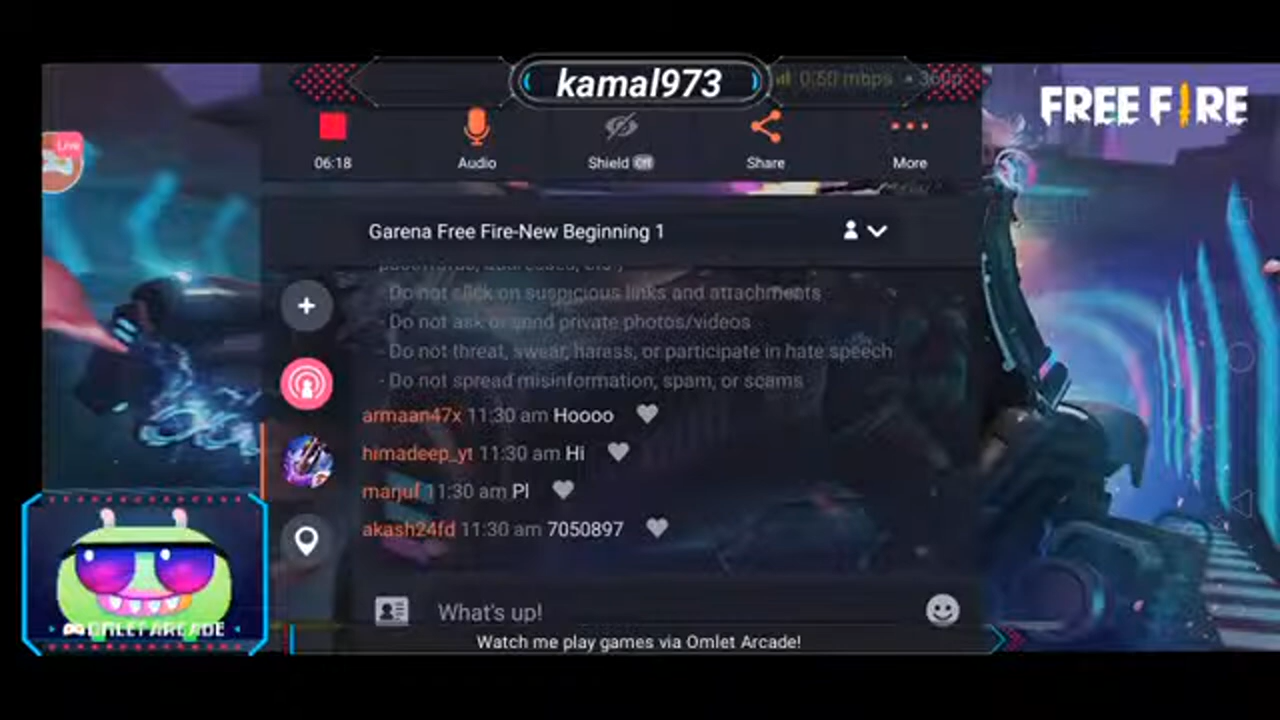 kamal973
0.50 mbps • 360p
FREE FIRE
Live
06:18
Audio
Shield Off
Share
More
Garena Free Fire-New Beginning 1
- Do not click on suspicious links and attachments
- Do not ask or send private photos/videos
- Do not threat, swear, harass, or participate in hate speech
- Do not spread misinformation, spam, or scams
armaan47x 11:30 am Hoooo
himadeep_yt 11:30 am Hi
marjuf 11:30 am Pl
akash24fd 11:30 am 7050897
What's up!
OMLET ARCADE
Watch me play games via Omlet Arcade!